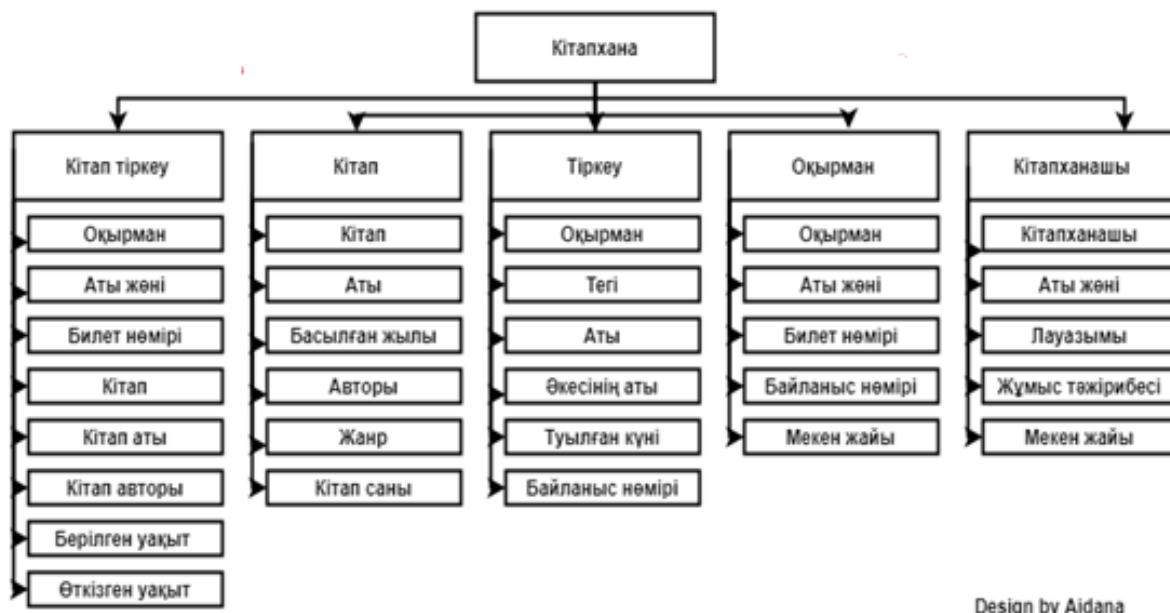 Кітапхана
Кітап тіркеу
Оқырман
Аты жөні
Билет нөмірі
Кітап
Кітап аты
Кітап авторы
Берілген уақыт
Өткізген уақыт
Кітап
Кітап
Аты
Басылған жылы
Авторы
Жанр
Кітап саны
Тіркеу
Оқырман
Тегі
Аты
Әкесінің аты
Туылған күні
Байланыс нөмірі
Оқырман
Оқырман
Аты жөні
Билет нөмірі
Байланыс нөмірі
Мекен жайы
Кітапханашы
Кітапханашы
Аты жөні
Лауазымы
Жұмыс тәжірибесі
Мекен жайы
Design by Aidana